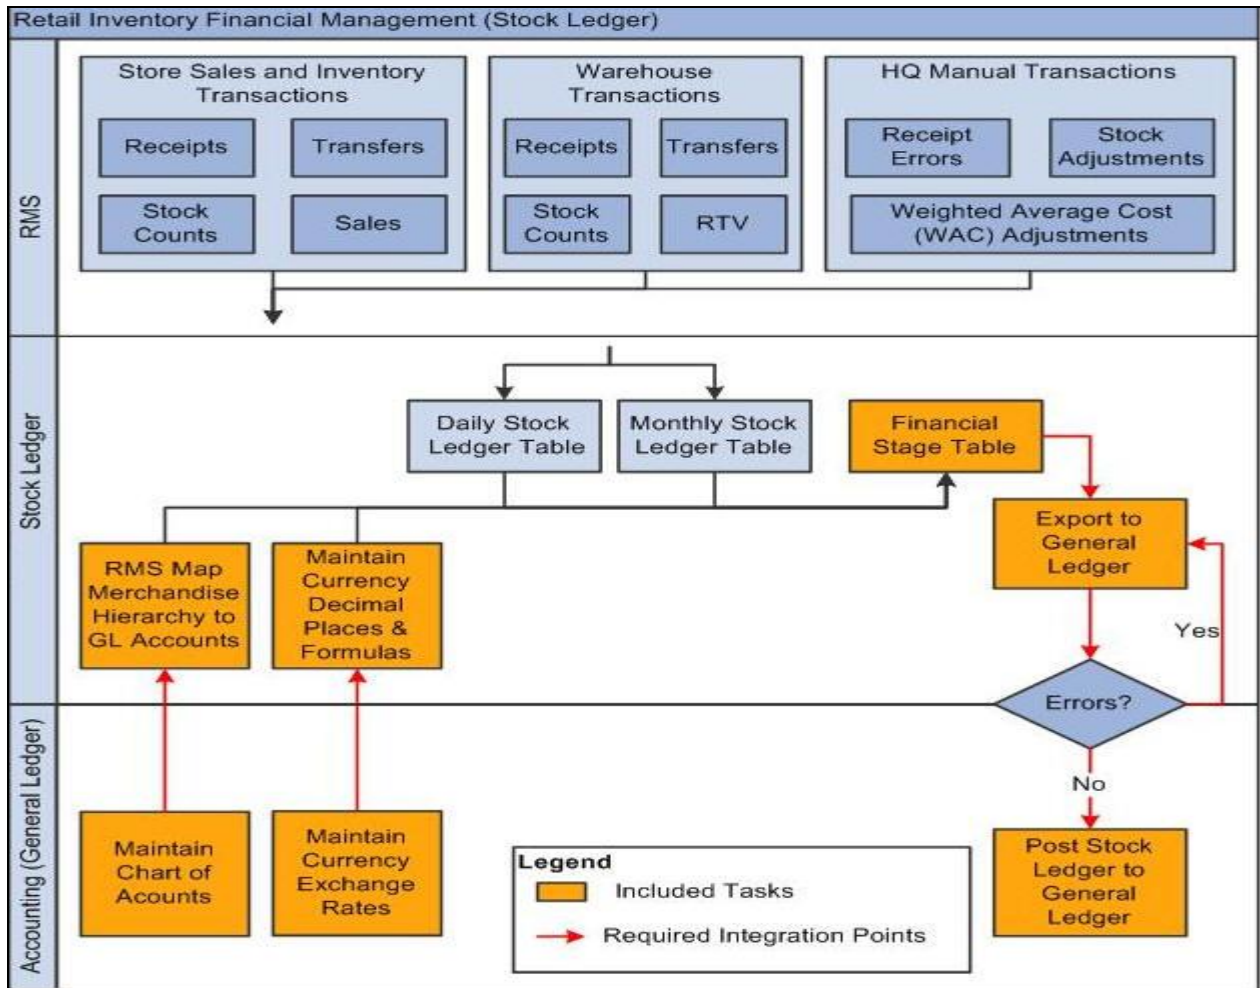 Retail Inventory Financial Management (Stock Ledger)
RMS
Store Sales and Inventory
Transactions
Receipts
Transfers
Stock
Counts
Sales
Warehouse
Transactions
Receipts
Transfers
Stock
Counts
RTV
HQ Manual Transactions
Receipt
Errors
Stock
Adjustments
Weighted Average Cost
(WAC) Adjustments
Stock Ledger
Daily Stock
Ledger Table
Monthly Stock
Ledger Table
Financial
Stage Table
Export to
General
Ledger
RMS Map
Merchandise
Hierarchy to
GL Accounts
Maintain
Currency
Decimal
Places &
Formulas
Yes
Errors?
No
Accounting (General Ledger)
Maintain
Chart of
Acounts
Maintain
Currency
Exchange
Rates
Legend
Included Tasks
Required Integration Points
Post Stock
Ledger to
General
Ledger